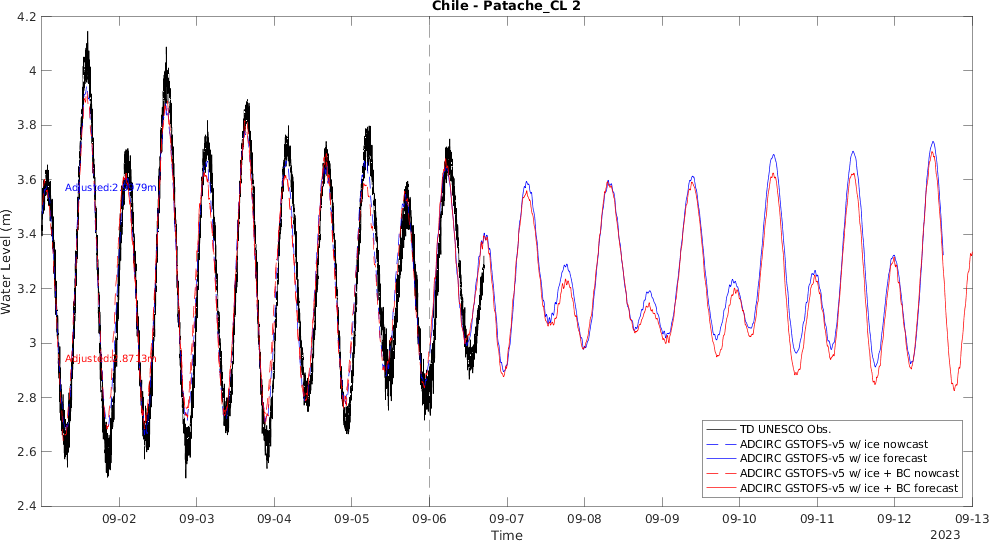 Chile - Patache_CL 2
4.2
4
3.8
3.6
3.4
3.2
3
2.8
2.6
2.4
Water Level (m)
TD UNESCO Obs.
ADCIRC GSTOFS-v5 w/ ice nowcast
ADCIRC GSTOFS-v5 w/ ice forecast
ADCIRC GSTOFS-v5 w/ ice + BC nowcast
ADCIRC GSTOFS-v5 w/ ice + BC forecast
09-02 09-03 09-04 09-05 09-06 09-07 09-08 09-09 09-10 09-11 09-12 09-13
Time
2023